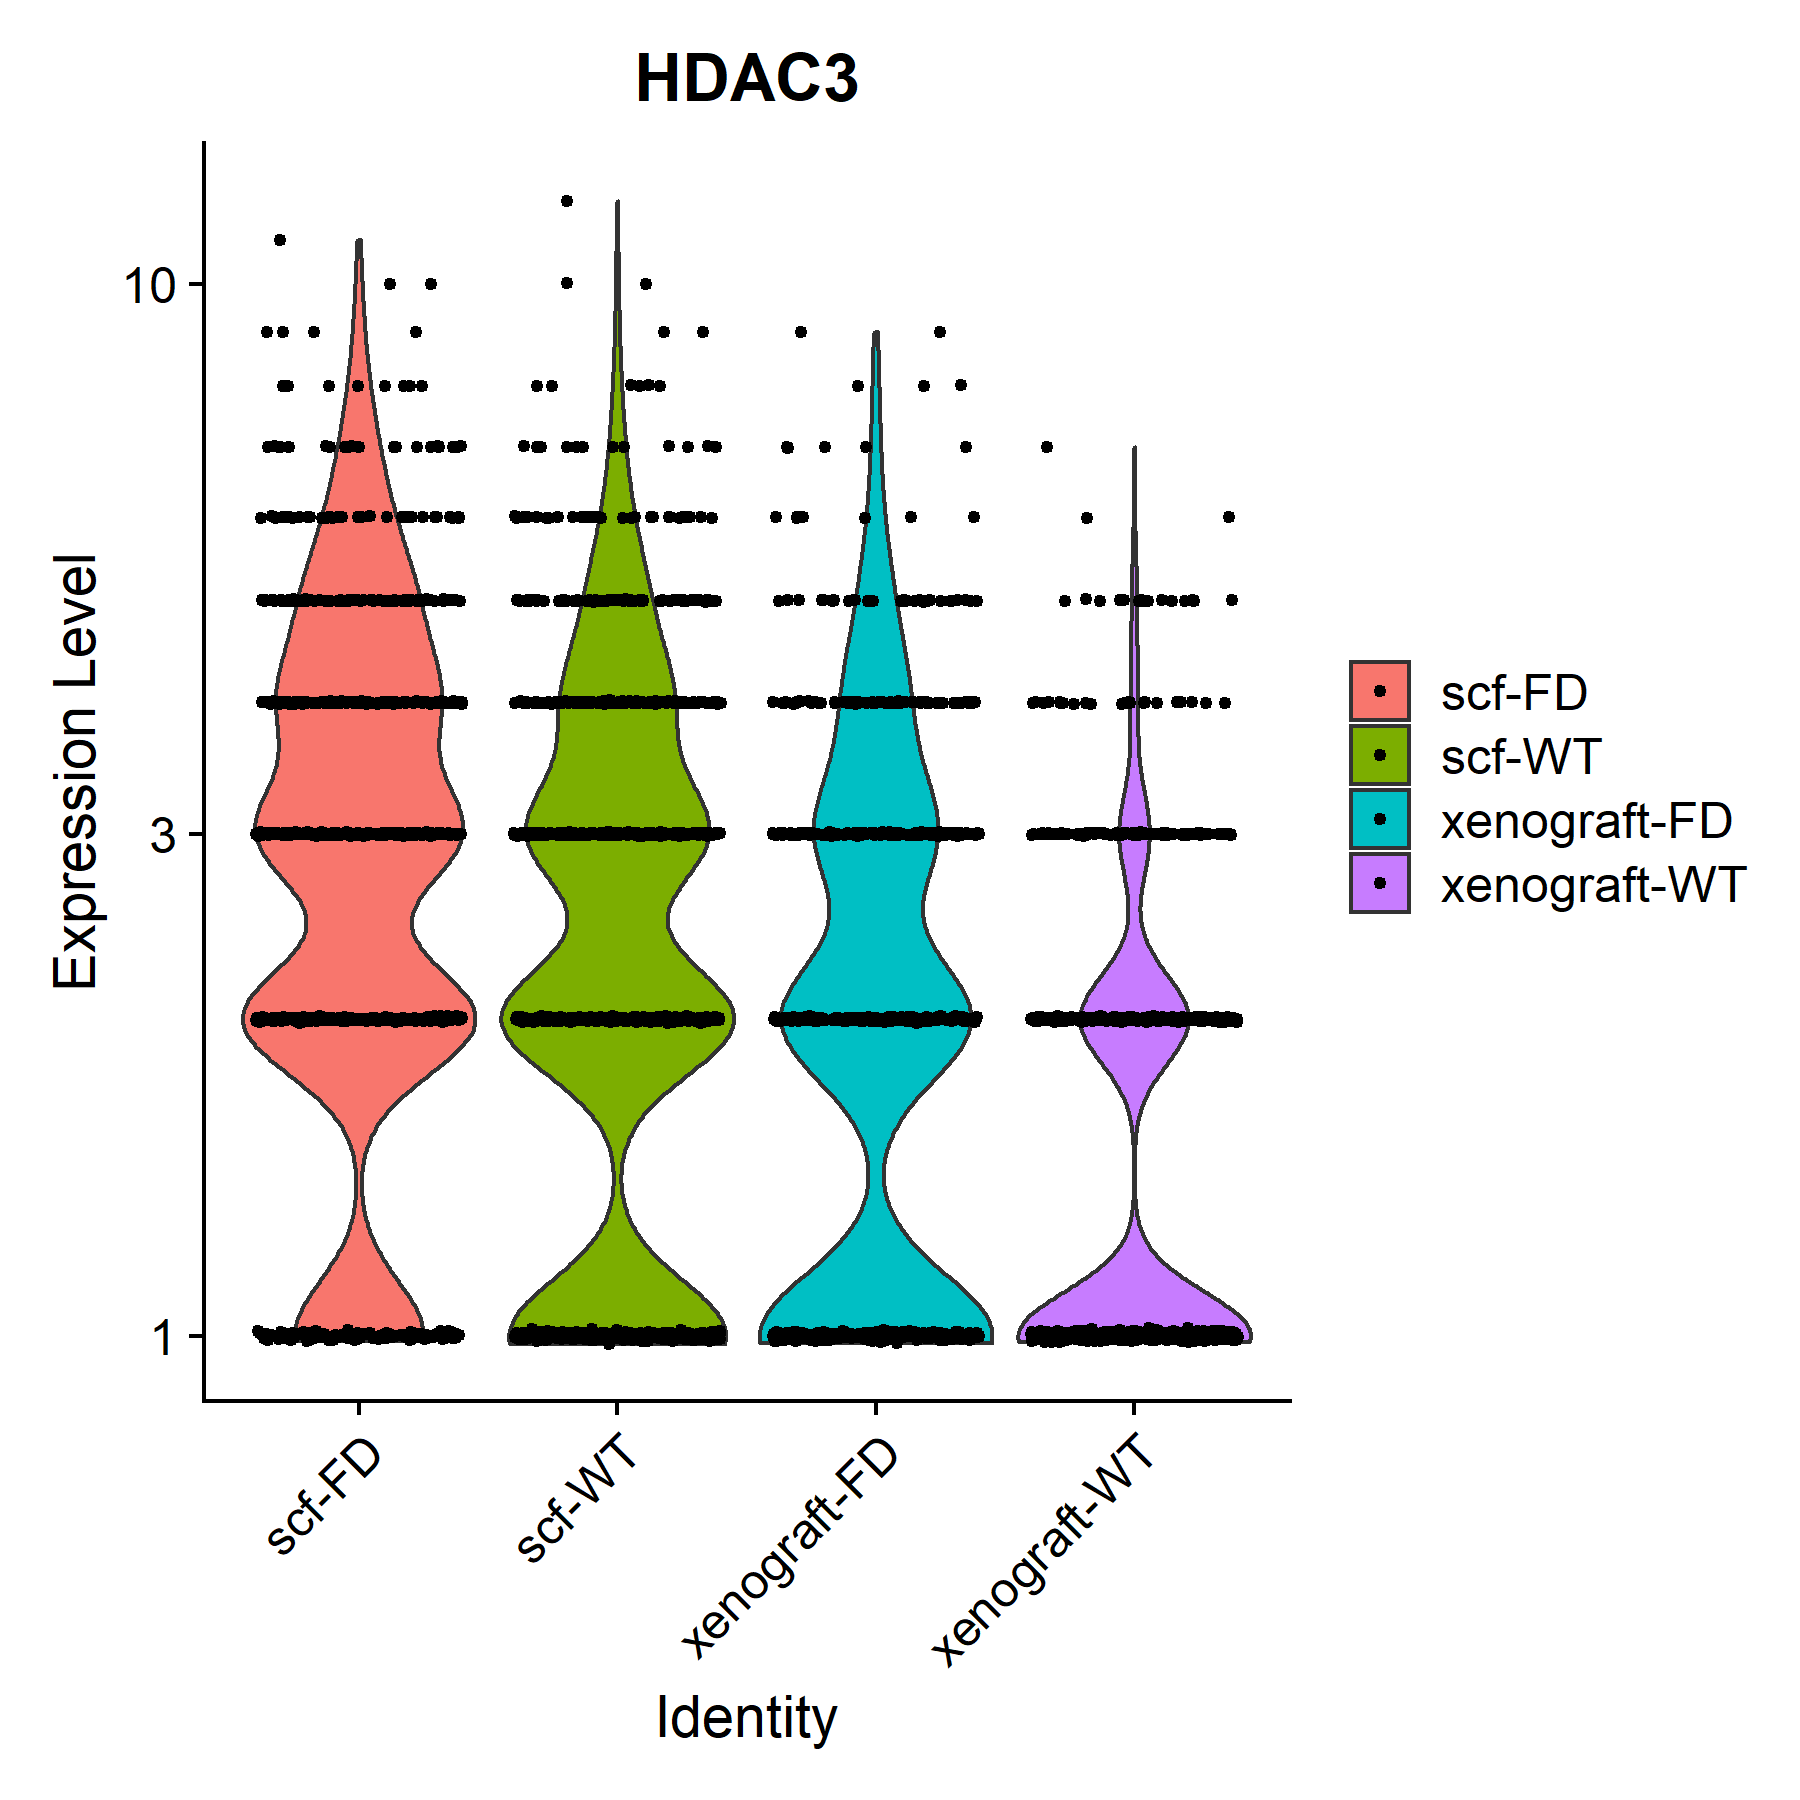 HDAC3
Expression Level
10
3
1
scf-FD
scf-WT
xenograft-FD
xenograft-WT
Identity
scf-FD
scf-WT
xenograft-FD
xenograft-WT